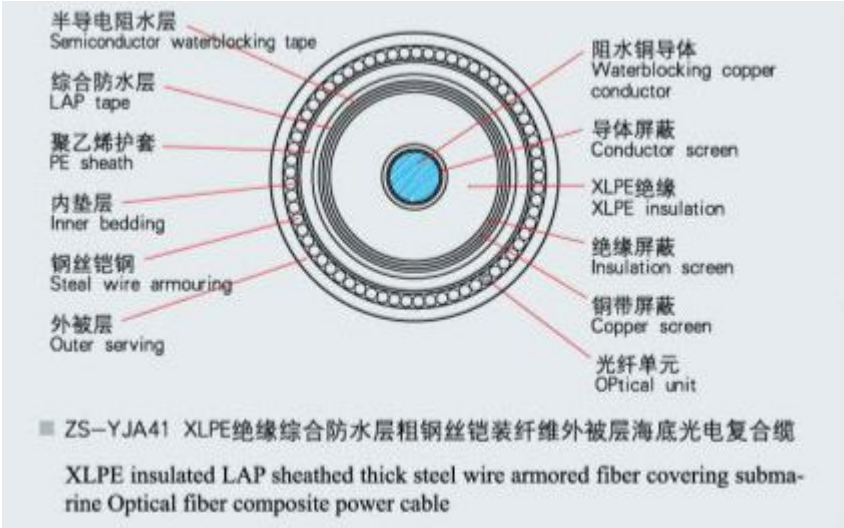 半导电阻水层
Semiconductor waterblocking tape
综合防水层
LAP tape
聚乙烯护套
PE sheath
内垫层
Inner bedding
钢丝铠钢
Steal wire armouring
外被层
Outer serving
阻水铜导体
Waterblocking copper
conductor
导体屏蔽
Conductor screen
XLPE绝缘
XLPE insulation
绝缘屏蔽
Insulation screen
铜带屏蔽
Copper screen
光纤单元
OPtical unit
ZS-YJA41 XLPE绝缘综合防水层粗钢丝铠装纤维外被层海底光电复合缆
XLPE insulated LAP sheathed thick steel wire armored fiber covering subma-
rine Optical fiber composite power cable